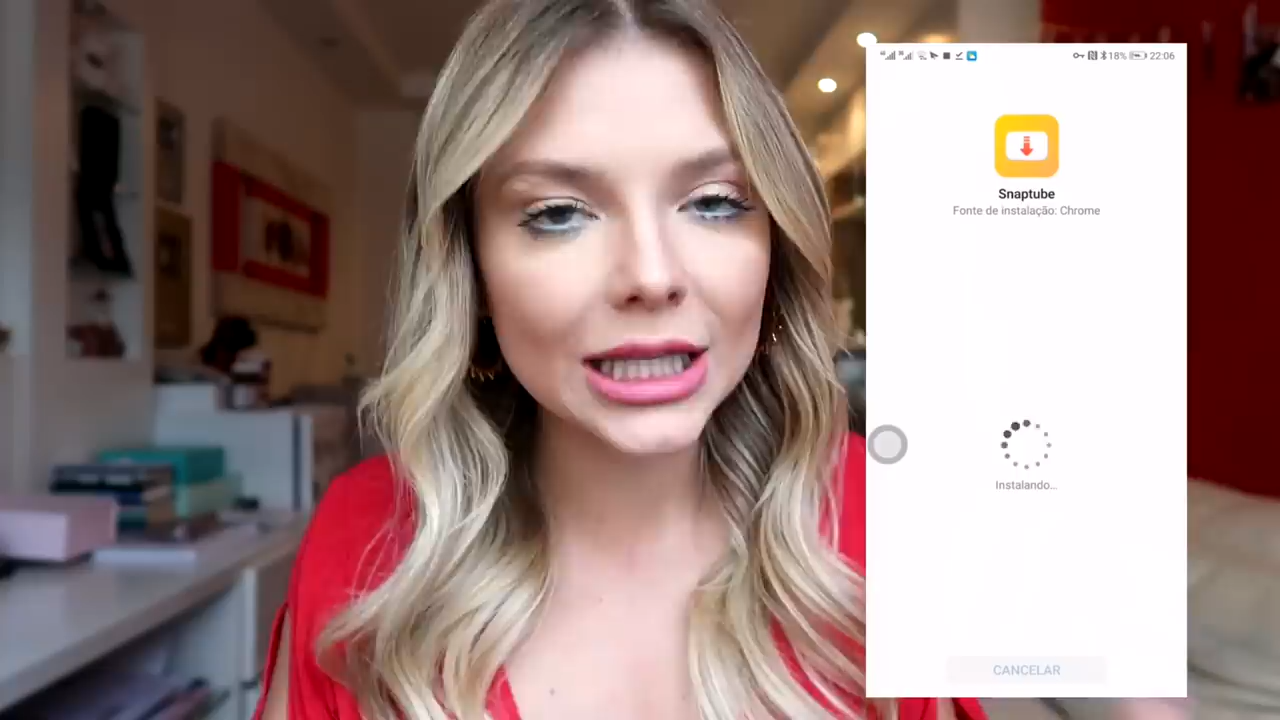 18% 22:06
Snaptube
Fonte de instalação: Chrome
Instalando...
CANCELAR